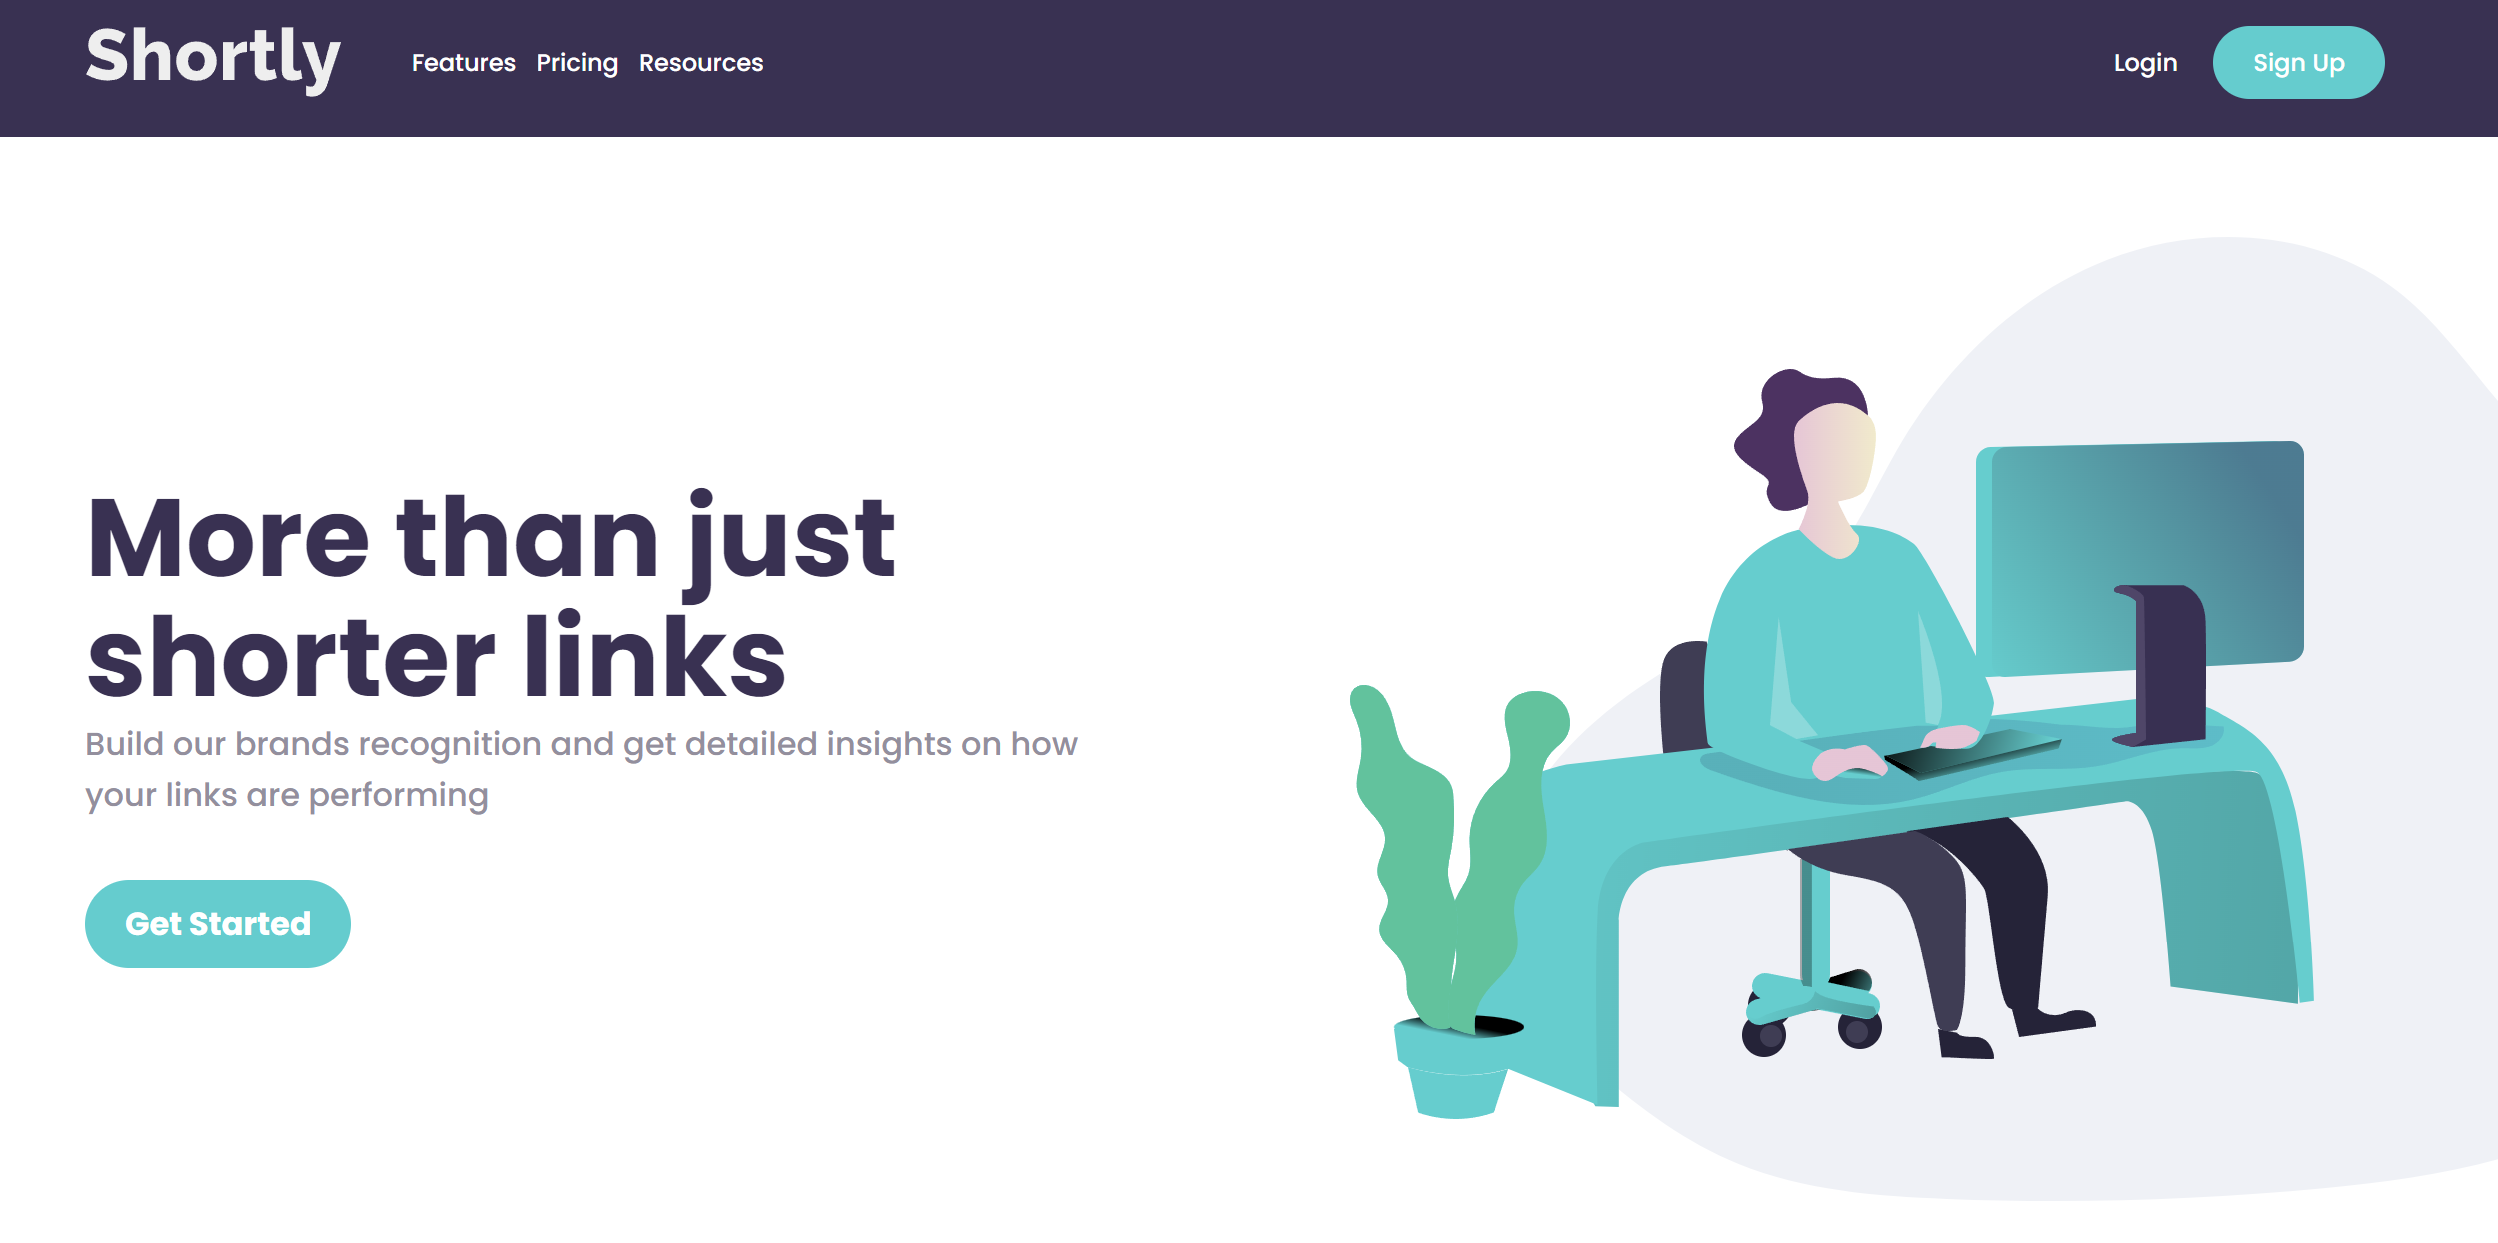 Shortly
Features Pricing Resources
Login
Sign Up
More than just
shorter links
Build our brands recognition and get detailed insights on how
your links are performing
Get Started